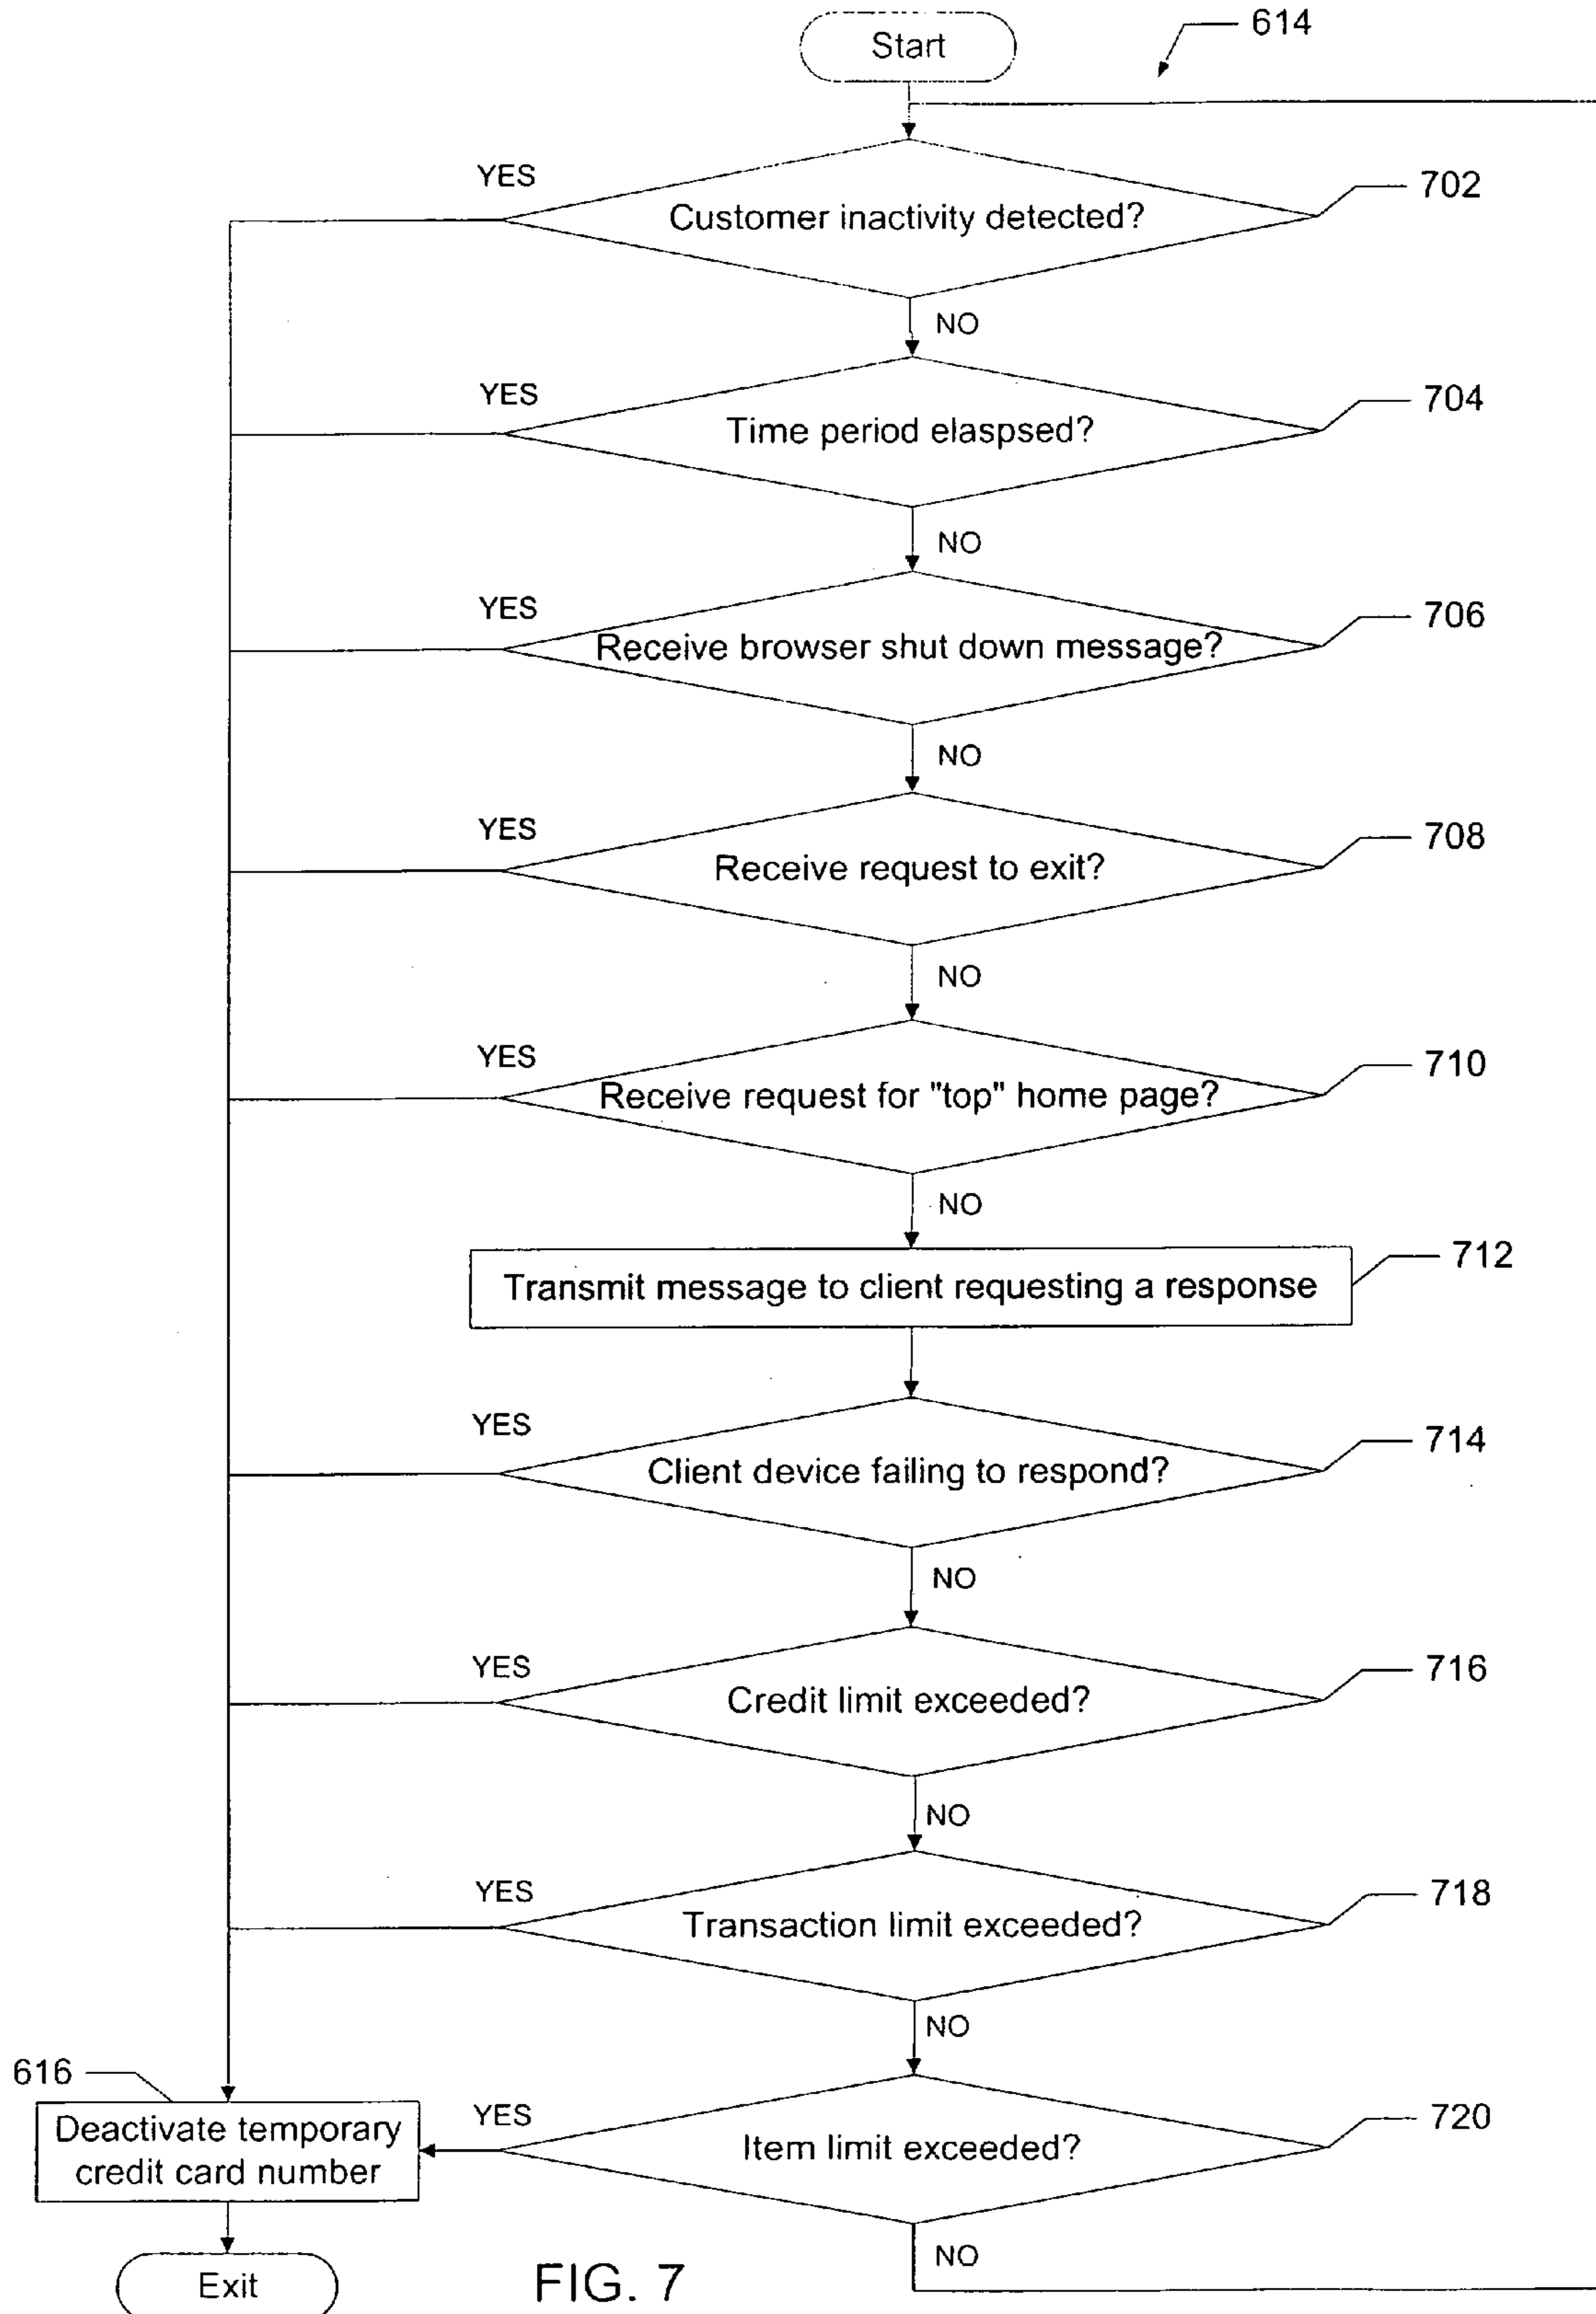 Start
614
YES
Customer inactivity detected?
702
NO
YES
Time period elaspsed?
704
NO
YES
Receive browser shut down message?
706
NO
YES
Receive request to exit?
708
NO
YES
Receive request for "top" home page?
710
NO
Transmit message to client requesting a response
712
YES
Client device failing to respond?
714
NO
YES
Credit limit exceeded?
716
NO
YES
Transaction limit exceeded?
718
NO
616
Deactivate temporary
credit card number
YES
Item limit exceeded?
720
NO
Exit
FIG. 7